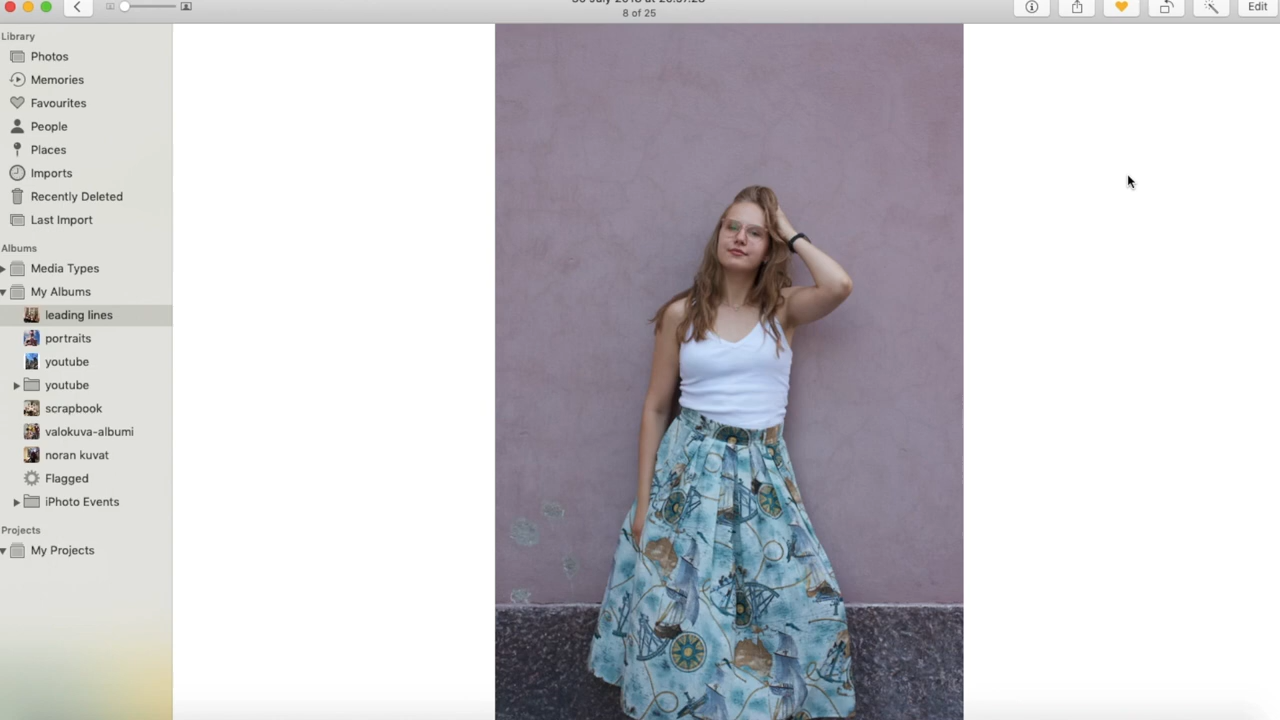 8 of 25
Edit
Library
Photos
Memories
Favourites
People
Places
Imports
Recently Deleted
Last Import
Albums
Media Types
My Albums
leading lines
portraits
youtube
youtube
scrapbook
valokuva-albumi
noran kuvat
Flagged
iPhoto Events
Projects
My Projects